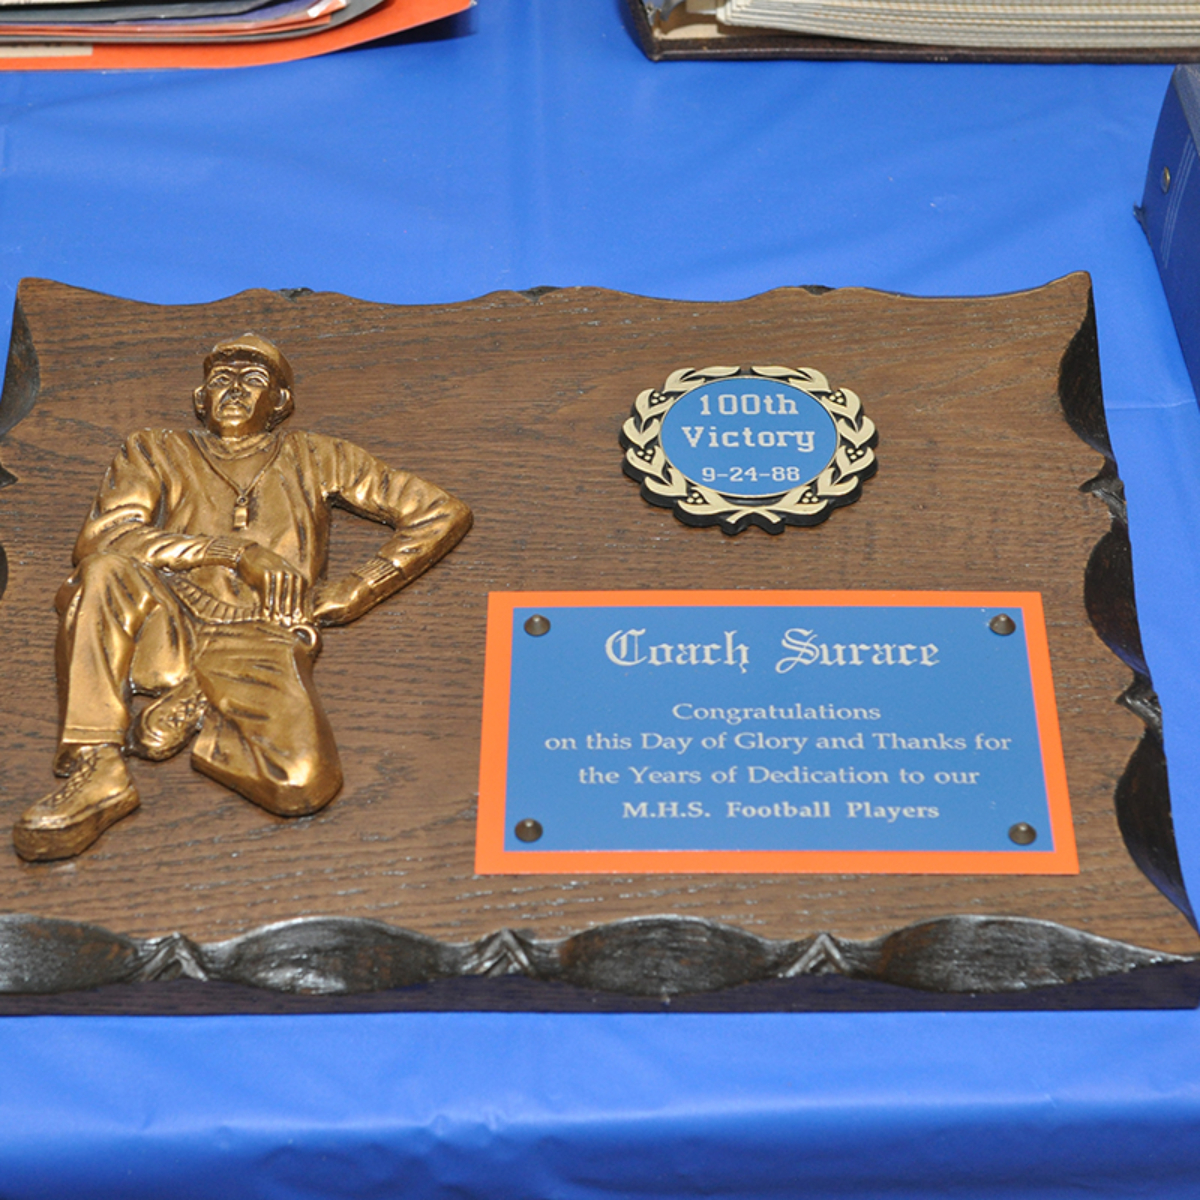 100th
Victory
9-24-88
Coach Surace
Congratulations
on this Day of Glory and Thanks for
the Years of Dedication to our
M.H.S. Football Players